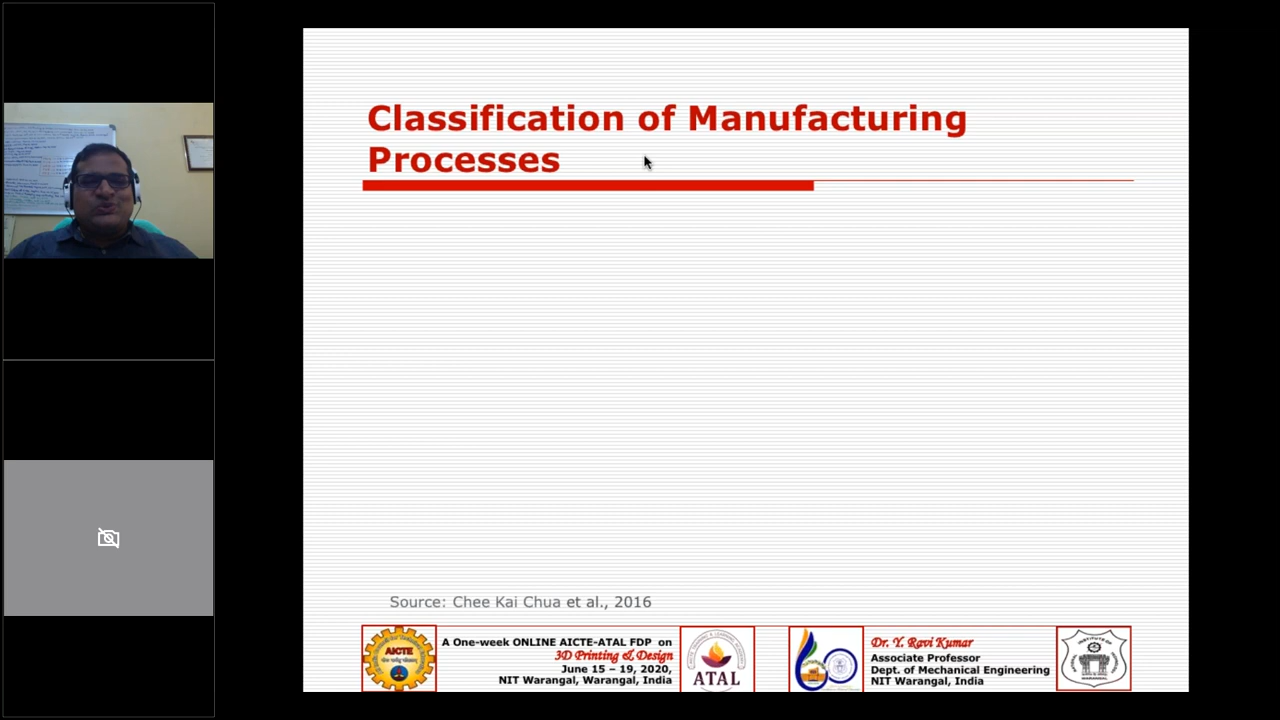 Classification of Manufacturing
Processes
Source: Chee Kai Chua et al., 2016
AICTE
A One-week ONLINE AICTE-ATAL FDP on
3D Printing & Design
June 15 – 19, 2020,
NIT Warangal, Warangal, India
ATAL
Dr. Y. Ravi Kumar
Associate Professor
Dept. of Mechanical Engineering
NIT Warangal, India